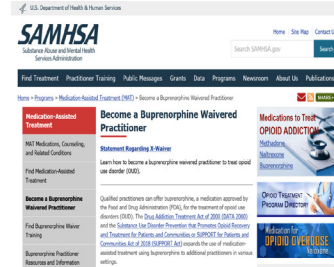 U.S. Department of Health & Human Services
SAMHSA
Substance Abuse and Mental Health
Services Administration
Home Site Map Contact U
Search SAMHSA.gov
Search
Find Treatment Practitioner Training Public Messages Grants Data Programs Newsroom About Us Publications
Home » Programs » Medication-Assisted Treatment (MAT) » Become a Buprenorphine Waivered Practitioner
SHARE+
Medication-Assisted
Treatment
MAT Medications, Counseling,
and Related Conditions
Find Medication-Assisted
Treatment
Become a Buprenorphine
Waivered Practitioner
Find Buprenorphine Waiver
Training
Buprenorphine Practitioner
Resources and Information
Become a Buprenorphine Waivered
Practitioner
Statement Regarding X-Waiver
Learn how to become a buprenorphine waivered practitioner to treat opioid
use disorder (OUD).
Qualified practitioners can offer buprenorphine, a medication approved by
the Food and Drug Administration (FDA), for the treatment of opioid use
disorders (OUD). The Drug Addiction Treatment Act of 2000 (DATA 2000)
and the Substance Use Disorder Prevention that Promotes Opioid Recovery
and Treatment for Patients and Communities or SUPPORT for Patients and
Communities Act of 2018 (SUPPORT Act) expands the use of medication-
assisted treatment using buprenorphine to additional practitioners in various
settings.
Medications to Treat
OPIOID ADDICTION
Methadone
Naltrexone
Buprenorphine
OPIOID TREATMENT
PROGRAM DIRECTORY
Medication for
OPIOID OVERDOSE
Naloxone